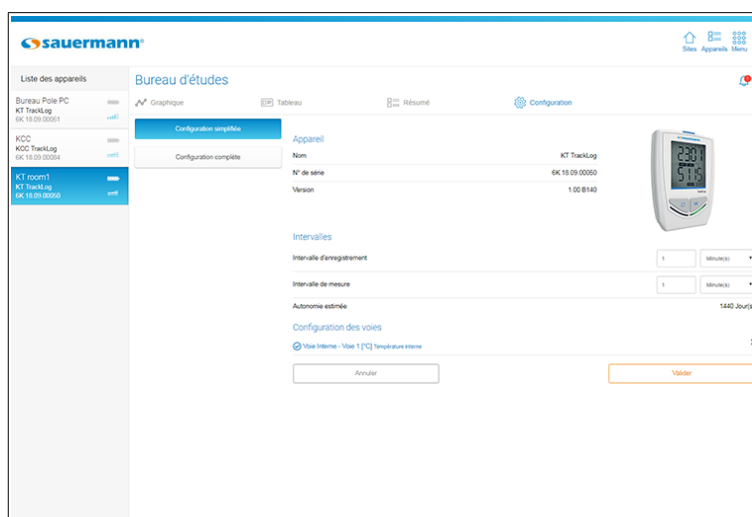 sauermann®
Sites Appareils Menu
Liste des appareils
Bureau d'études
Bureau Pole PC
KT TrackLog
6K.18.09.00051
KCC
KCC TrackLog
6K.18.09.00084
KT room1
KT TrackLog
6K.18.09.00050
Graphique Tableau Résumé Configuration
Configuration simplifiée
Configuration complète
Appareil
Nom KT TrackLog
N° de série 6K.18.09.00050
Version 1.00 B140
Intervalles
Intervalle d'enregistrement 1 Minute(s)
Intervalle de mesure 1 Minute(s)
Autonomie estimée 1440 Jour(s
Configuration des voies
Voie Interne - Voie 1 [°C] Température interne
Annuler Valider